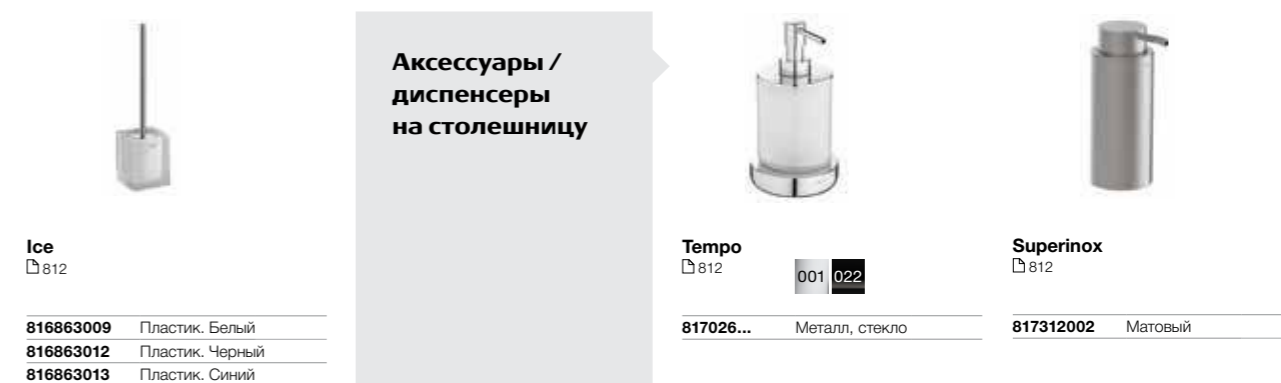 Ice
812
816863009 Пластик. Белый
816863012 Пластик. Черный
816863013 Пластик. Синий
Аксессуары /
диспенсеры
на столешницу
Tempo
812
001 022
817026... Металл, стекло
Superinox
812
817312002 Матовый